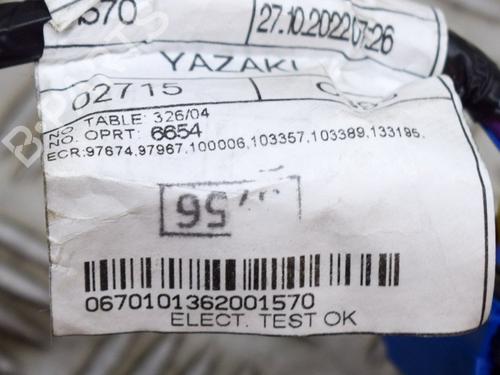 27.10.2022 07:26
YAZAKI
02715
NO TABLE: 326/04
NO. OPRT: 6654
ECR:97674,97967,100006,103357,103389,133195,
95
0670101362001570
ELECT. TEST OK